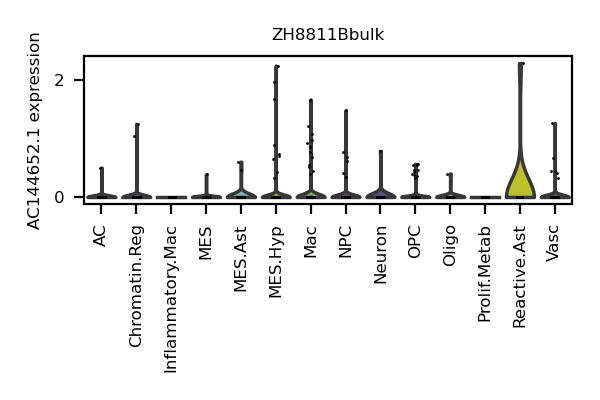 ZH8811Bbulk
AC144652.1 expression
2
0
AC
Chromatin.Reg
Inflammatory.Mac
MES
MES.Ast
MES.Hyp
Mac
NPC
Neuron
OPC
Oligo
Prolif.Metab
Reactive.Ast
Vasc